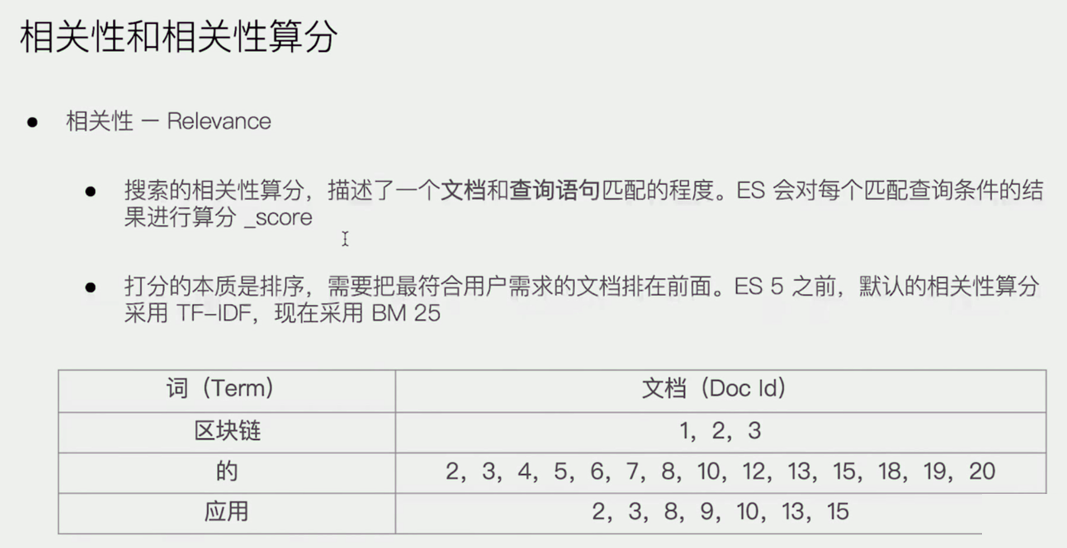 相关性和相关性算分
● 相关性 — Relevance
● 搜索的相关性算分，描述了一个文档和查询语句匹配的程度。ES 会对每个匹配查询条件的结
果进行算分 _score
● 打分的本质是排序，需要把最符合用户需求的文档排在前面。ES 5 之前，默认的相关性算分
采用 TF-IDF，现在采用 BM 25
词（Term） 文档（Doc Id）
区块链 1，2，3
的 2，3，4，5，6，7，8，10，12，13，15，18，19，20
应用 2，3，8，9，10，13，15